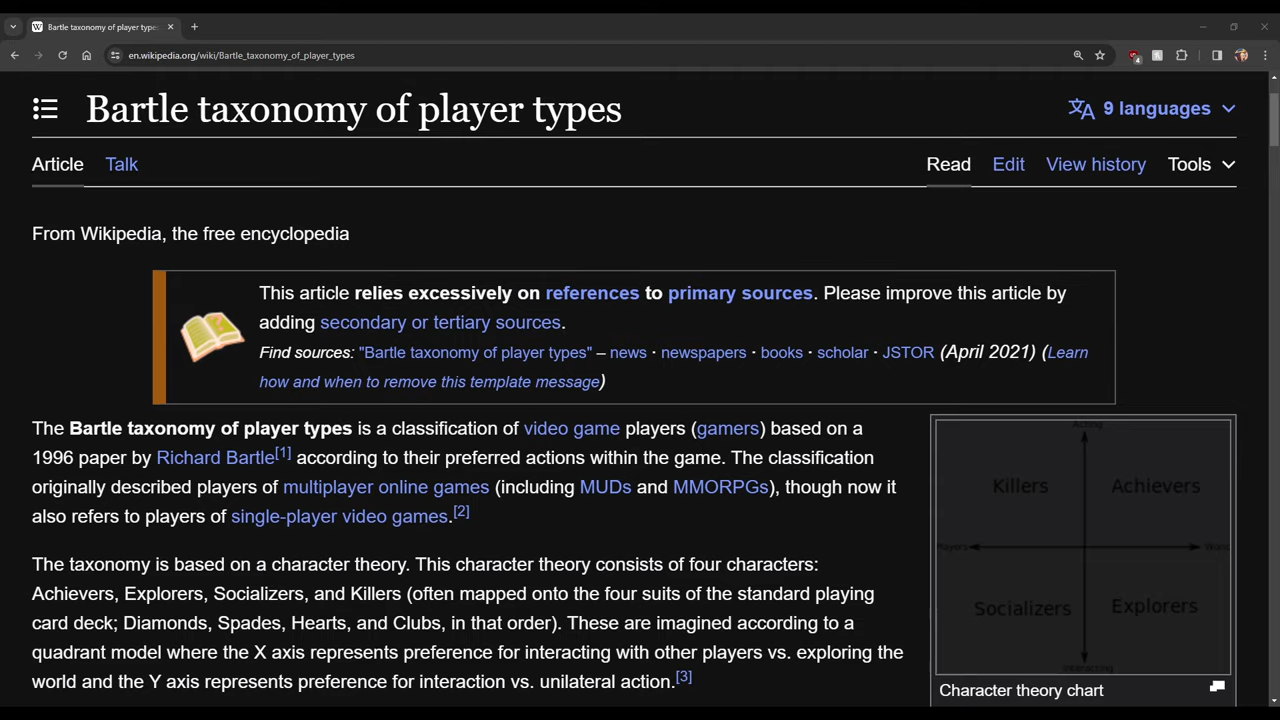 Bartle taxonomy of player types
en.wikipedia.org/wiki/Bartle_taxonomy_of_player_types
4
Bartle taxonomy of player types
9 languages
Article Talk
Read Edit View history Tools
From Wikipedia, the free encyclopedia
This article relies excessively on references to primary sources. Please improve this article by
adding secondary or tertiary sources.
Find sources: "Bartle taxonomy of player types" – news · newspapers · books · scholar · JSTOR (April 2021) (Learn
how and when to remove this template message)
The Bartle taxonomy of player types is a classification of video game players (gamers) based on a
1996 paper by Richard Bartle[1] according to their preferred actions within the game. The classification
originally described players of multiplayer online games (including MUDs and MMORPGs), though now it
also refers to players of single-player video games.[2]
The taxonomy is based on a character theory. This character theory consists of four characters:
Achievers, Explorers, Socializers, and Killers (often mapped onto the four suits of the standard playing
card deck; Diamonds, Spades, Hearts, and Clubs, in that order). These are imagined according to a
quadrant model where the X axis represents preference for interacting with other players vs. exploring the
world and the Y axis represents preference for interaction vs. unilateral action.[3]
Acting
Killers Achievers
Players World
Socializers Explorers
Interacting
Character theory chart